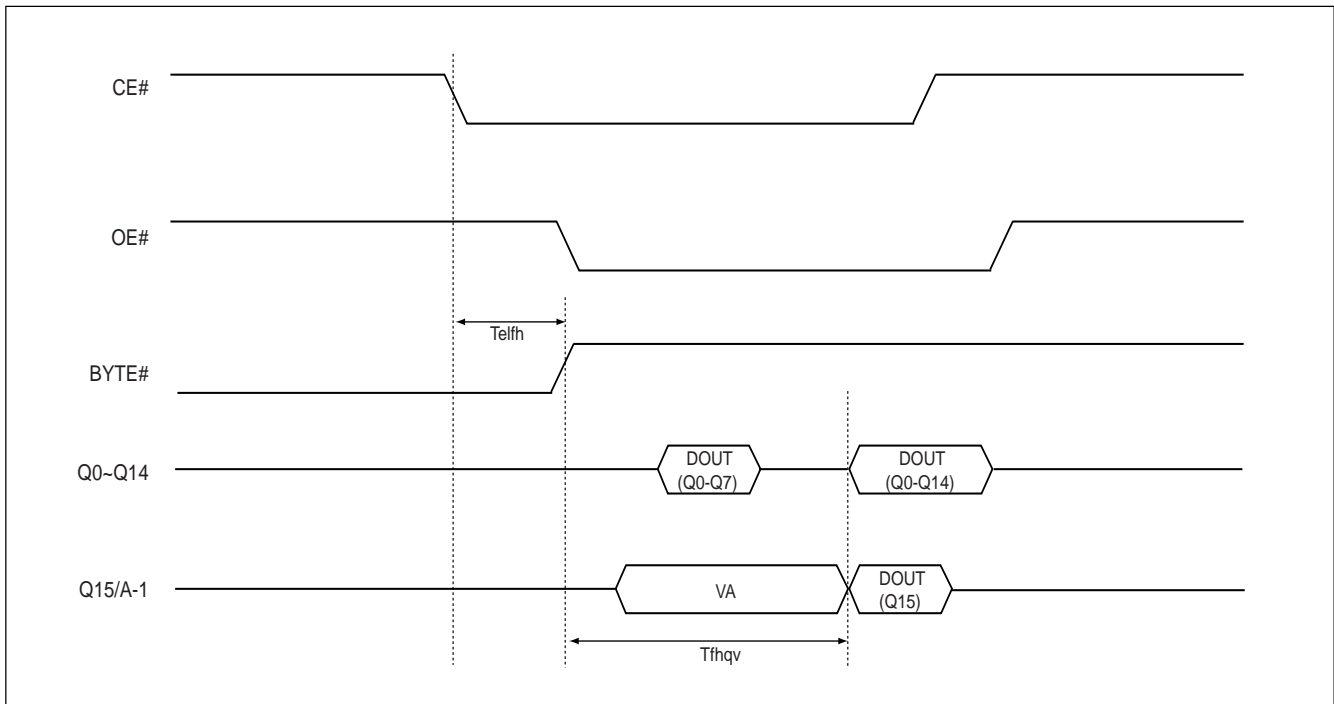 CE#
OE#
Telfh
BYTE#
Q0~Q14
DOUT
(Q0-Q7)
DOUT
(Q0-Q14)
Q15/A-1
VA
DOUT
(Q15)
Tfhqv